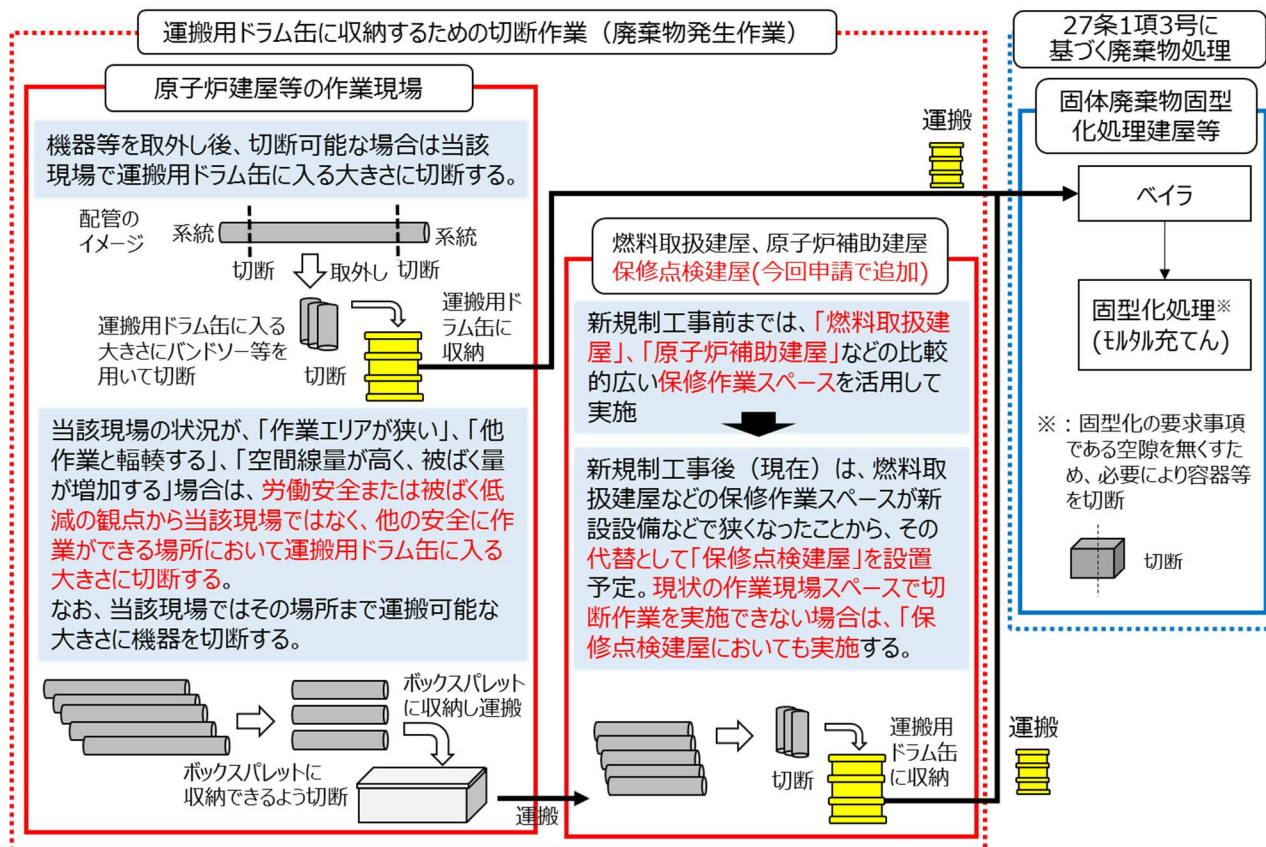 運搬用ドラム缶に収納するための切断作業（廃棄物発生作業）
原子炉建屋等の作業現場
機器等を取外し後、切断可能な場合は当該
現場で運搬用ドラム缶に入る大きさに切断する。
配管の
イメージ
系統
系統
切断
切断
取外し
運搬用ドラム缶に入る
大きさにバンドソー等を
用いて切断
切断
運搬用ド
ラム缶に
収納
当該現場の状況が、「作業エリアが狭い」、「他
作業と輻輳する」、「空間線量が高く、被ばく量
が増加する」場合は、労働安全または被ばく低
減の観点から当該現場ではなく、他の安全に作
業ができる場所において運搬用ドラム缶に入る
大きさに切断する。
なお、当該現場ではその場所まで運搬可能な
大きさに機器を切断する。
ボックスパレット
に収納し運搬
ボックスパレットに
収納できるよう切断
運搬
燃料取扱建屋、原子炉補助建屋
保修点検建屋(今回申請で追加)
新規制工事前までは、「燃料取扱建
屋」、「原子炉補助建屋」などの比較
的広い保修作業スペースを活用して
実施
新規制工事後（現在）は、燃料取
扱建屋などの保修作業スペースが新
設設備などで狭くなったことから、その
代替として「保修点検建屋」を設置
予定。現状の作業現場スペースで切
断作業を実施できない場合は、「保
修点検建屋においても実施する。
切断
運搬用
ドラム缶
に収納
運搬
運搬
27条1項3号に
基づく廃棄物処理
固体廃棄物固型
化処理建屋等
ベイラ
固型化処理※
(ﾓﾙﾀﾙ充てん)
※：固型化の要求事項
である空隙を無くすた
め、必要により容器等
を切断
切断